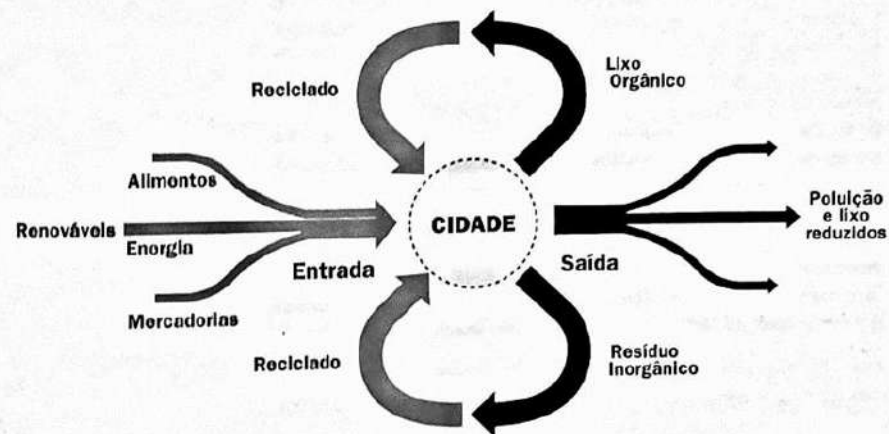 Reciclado
Lixo
Orgânico
Alimentos
Renováveis
Energia
Mercadorias
Entrada
CIDADE
Saída
Poluição
e lixo
reduzidos
Reciclado
Resíduo
Inorgânico